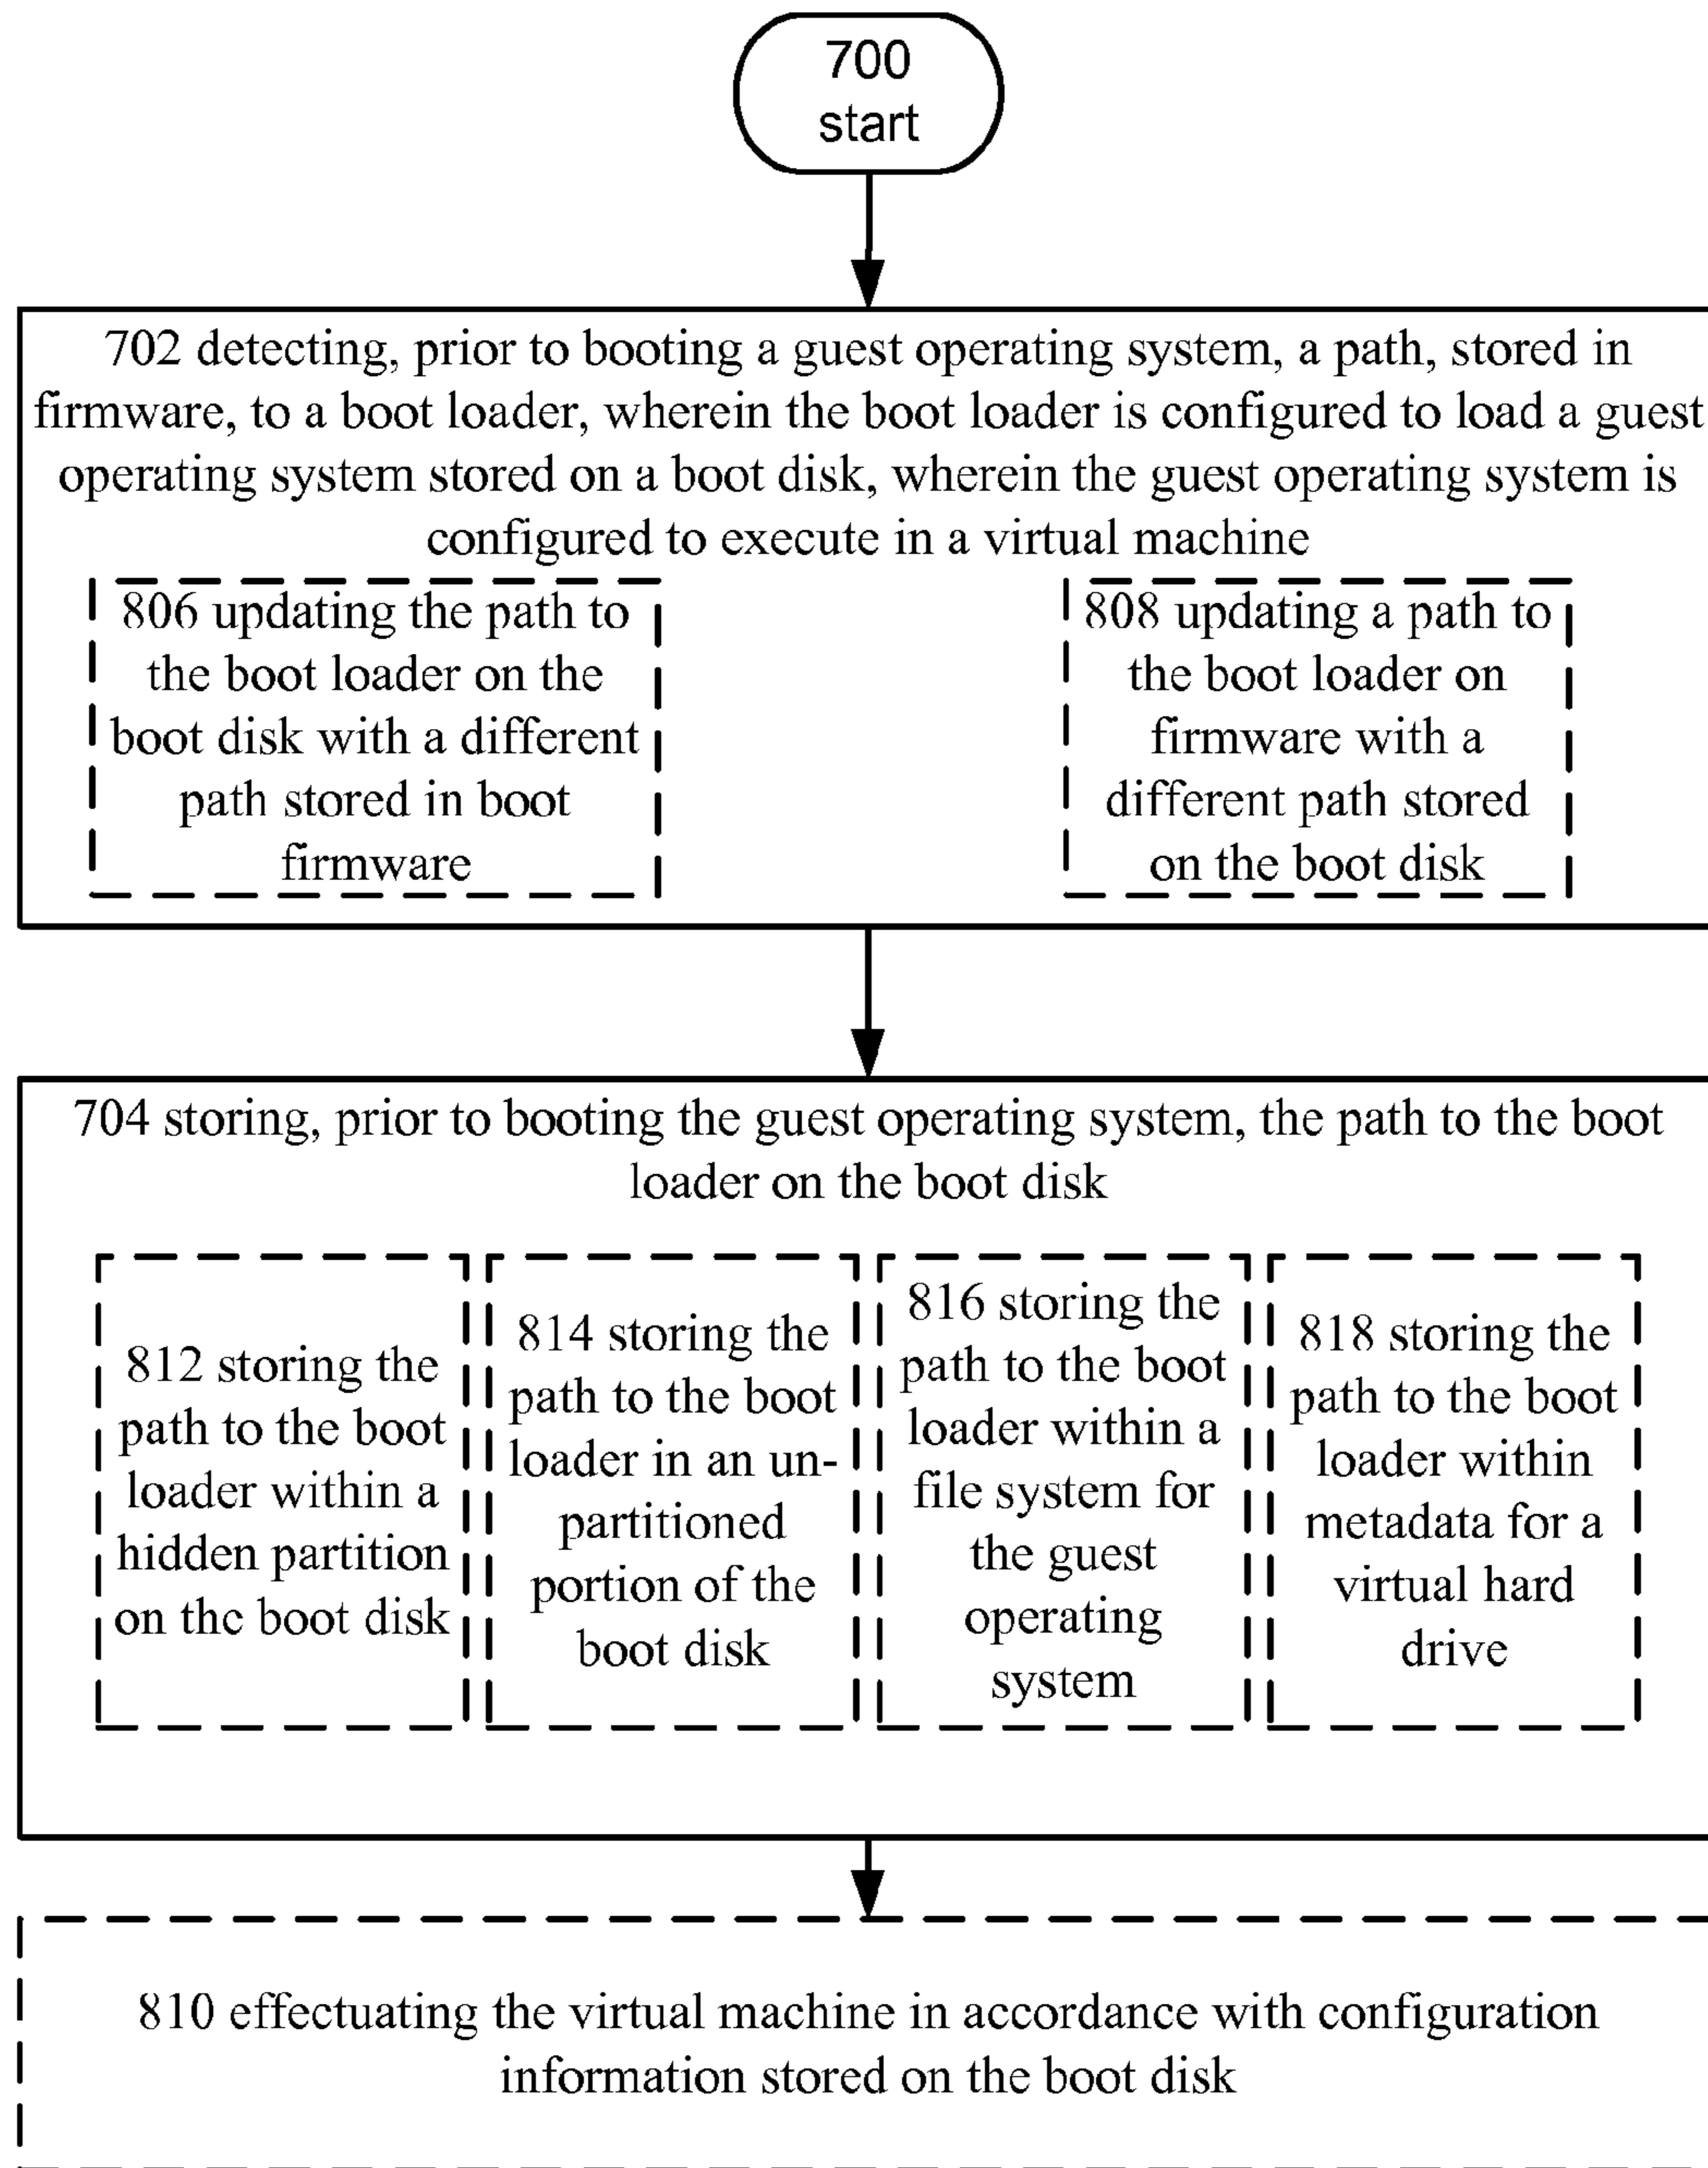 700
start
702 detecting, prior to booting a guest operating system, a path, stored in
firmware, to a boot loader, wherein the boot loader is configured to load a guest
operating system stored on a boot disk, wherein the guest operating system is
configured to execute in a virtual machine
806 updating the path to
the boot loader on the
boot disk with a different
path stored in boot
firmware
808 updating a path to
the boot loader on
firmware with a
different path stored
on the boot disk
704 storing, prior to booting the guest operating system, the path to the boot
loader on the boot disk
812 storing the
path to the boot
loader within a
hidden partition
on the boot disk
814 storing the
path to the boot
loader in an un-
partitioned
portion of the
boot disk
816 storing the
path to the boot
loader within a
file system for
the guest
operating
system
818 storing the
path to the boot
loader within
metadata for a
virtual hard
drive
810 effectuating the virtual machine in accordance with configuration
information stored on the boot disk